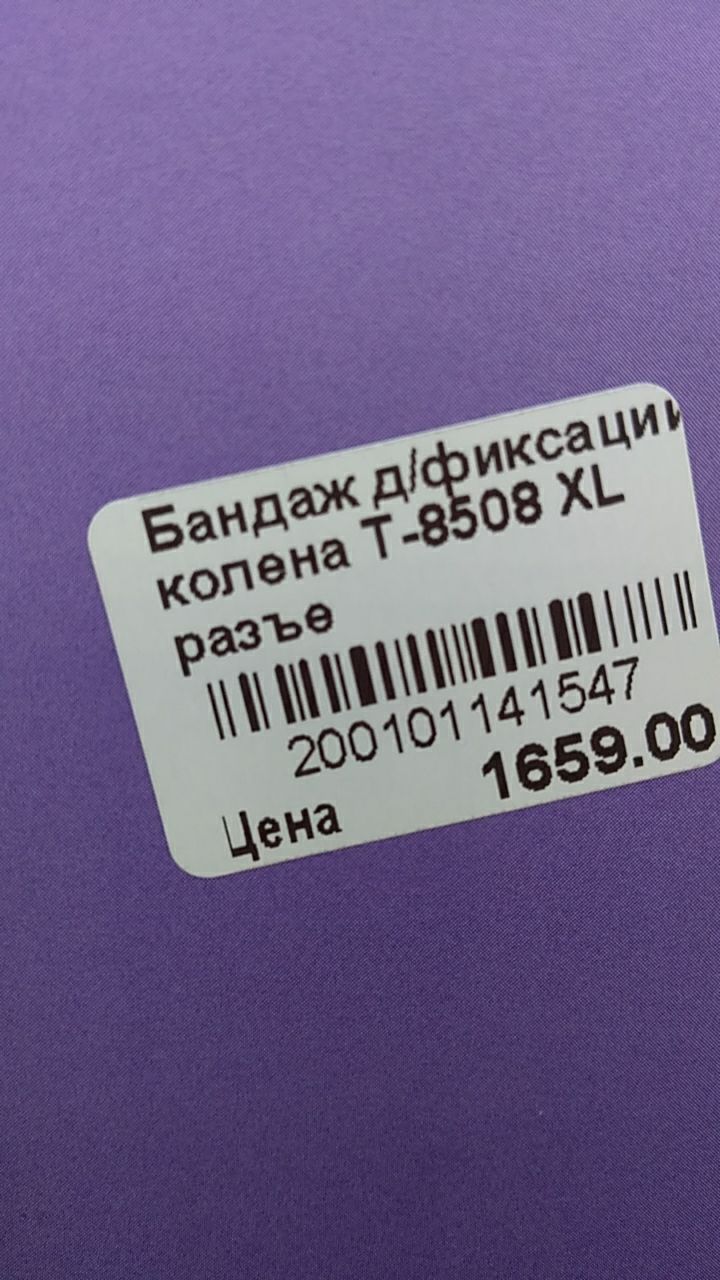 Бандаж д/фиксации
колена Т-8508 XL
разъе
200101141547
1659.00
Цена